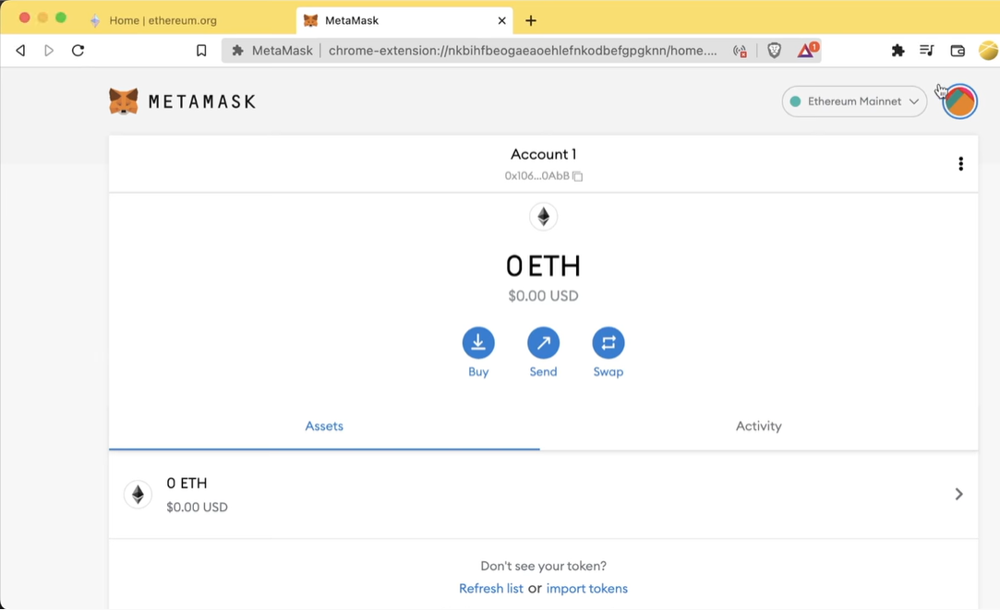 Home | ethereum.org
MetaMask
MetaMask | chrome-extension://nkbihfbeogaeaoehlefnkodbefgpgknn/home....
1
METAMASK
Ethereum Mainnet
Account 1
0x106...0AbB
0 ETH
$0.00 USD
Buy Send Swap
Assets Activity
0 ETH
$0.00 USD
Don't see your token?
Refresh list or import tokens